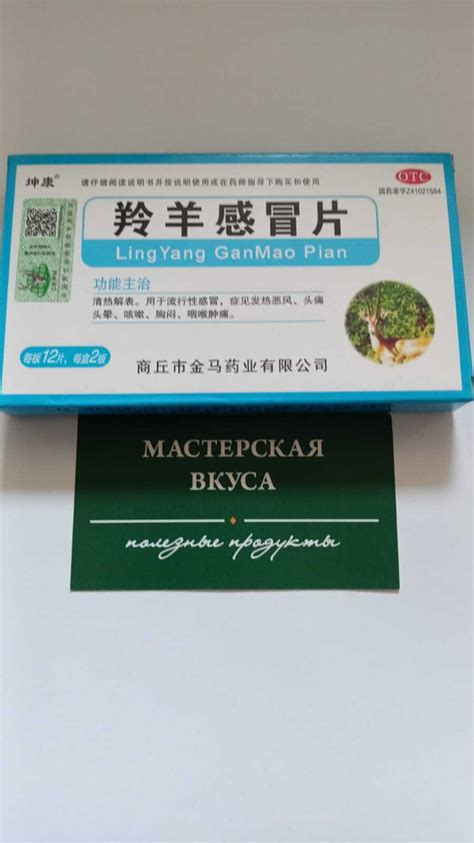 坤康®
请仔细阅读说明书并按说明使用或在药师指导下购买和使用
OTC
国药准字Z41021584
羚羊感冒片
LingYang GanMao Pian
功能主治
清热解表。用于流行性感冒，症见发热恶风、头痛
头晕、咳嗽、胸闷、咽喉肿痛。
每板12片，每盒2板
商丘市金马药业有限公司
МАСТЕРСКАЯ
ВКУСА
полезные продукты